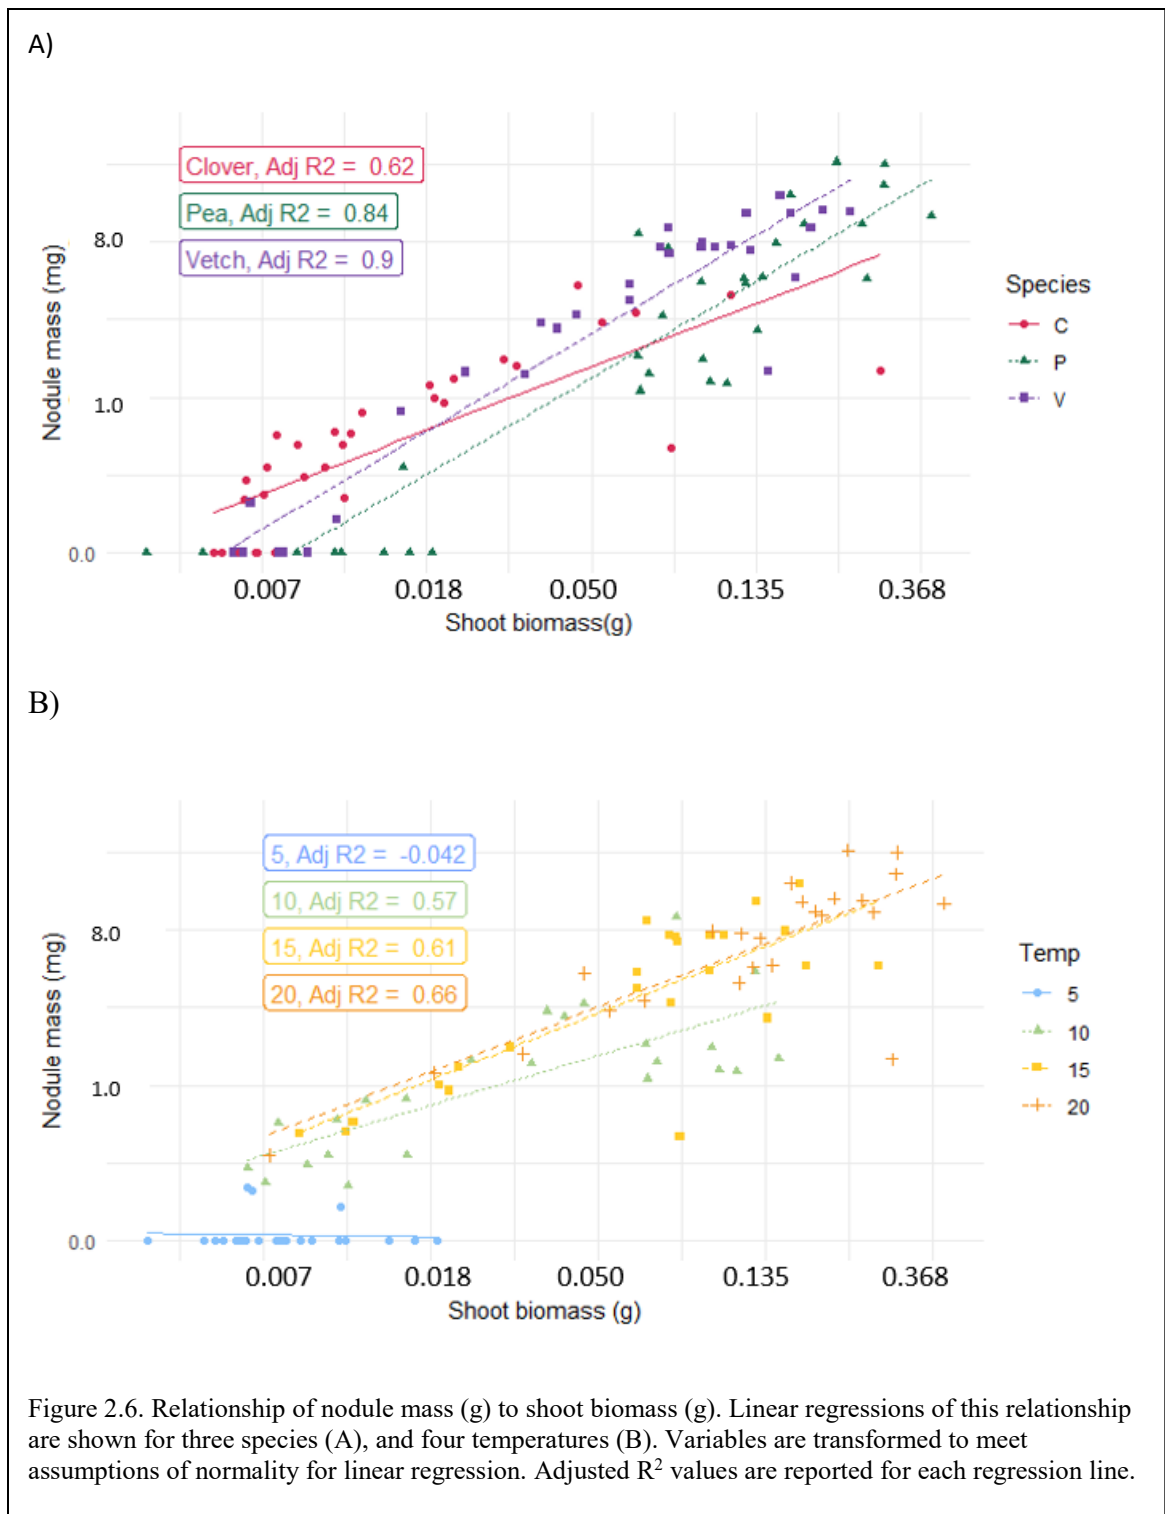 A)
Clover, Adj R2 = 0.62
Pea, Adj R2 = 0.84
Vetch, Adj R2 = 0.9
8.0
1.0
0.0
Nodule mass (mg)
0.007 0.018 0.050 0.135 0.368
Shoot biomass(g)
Species
C
P
V
B)
5, Adj R2 = -0.042
10, Adj R2 = 0.57
15, Adj R2 = 0.61
20, Adj R2 = 0.66
8.0
1.0
0.0
Nodule mass (mg)
0.007 0.018 0.050 0.135 0.368
Shoot biomass (g)
Temp
5
10
15
20
Figure 2.6. Relationship of nodule mass (g) to shoot biomass (g). Linear regressions of this relationship
are shown for three species (A), and four temperatures (B). Variables are transformed to meet
assumptions of normality for linear regression. Adjusted R² values are reported for each regression line.